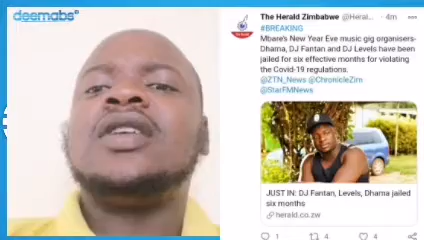 deemabs
The Herald Zimbabwe @Heral... · 4m
#BREAKING
Mbare's New Year Eve music gig organisers-
Dhama, DJ Fantan and DJ Levels have been
jailed for six effective months for violating
the Covid-19 regulations.
@ZTN_News @ChronicleZim
@StarFMNews
JUST IN: DJ Fantan, Levels, Dhama jailed
six months
herald.co.zw
1 4 4